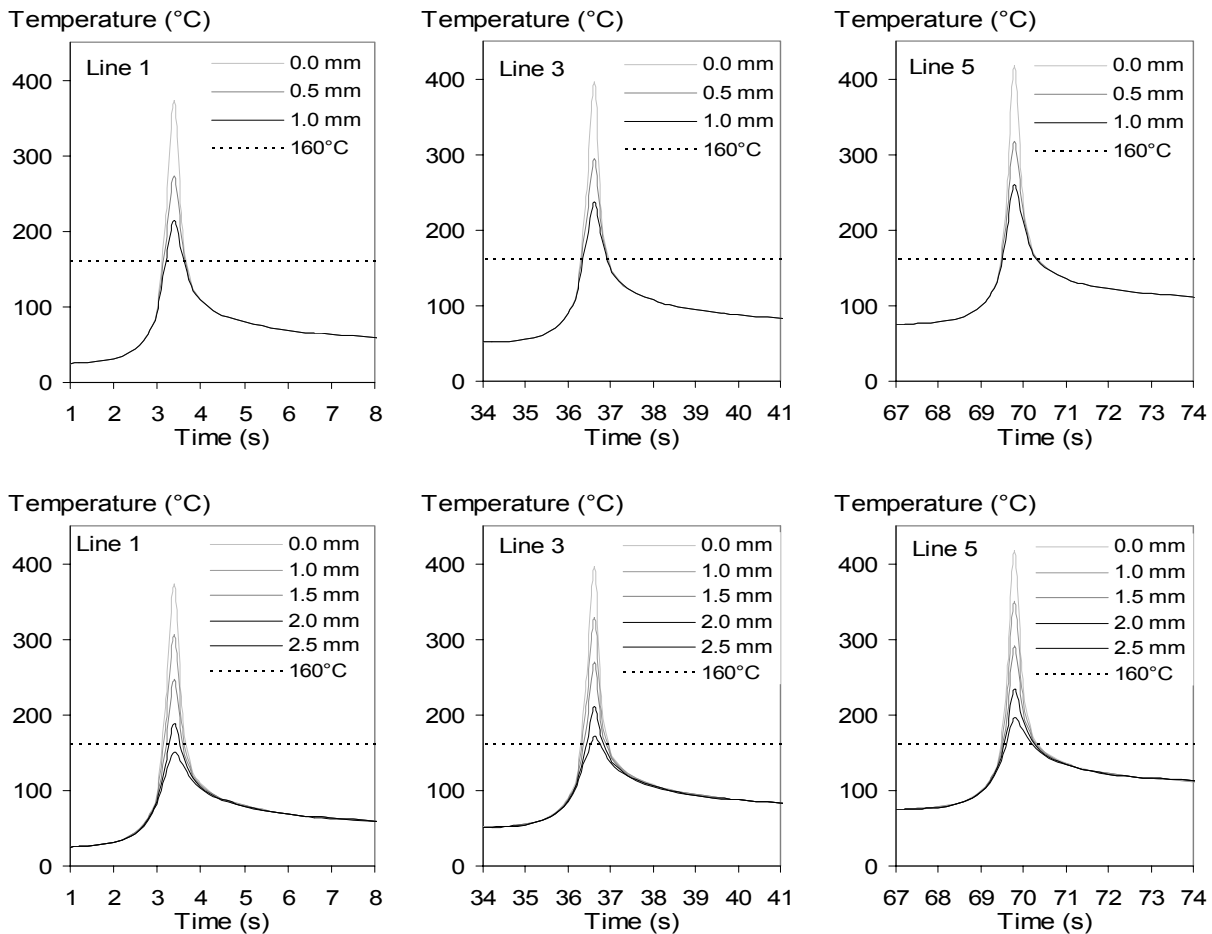 Temperature (°C)
Line 1
0.0 mm
0.5 mm
1.0 mm
160°C
400
300
200
100
0
1 2 3 4 5 6 7 8
Time (s)
Temperature (°C)
Line 3
0.0 mm
0.5 mm
1.0 mm
160°C
400
300
200
100
0
34 35 36 37 38 39 40 41
Time (s)
Temperature (°C)
Line 5
0.0 mm
0.5 mm
1.0 mm
160°C
400
300
200
100
0
67 68 69 70 71 72 73 74
Time (s)
Temperature (°C)
Line 1
0.0 mm
1.0 mm
1.5 mm
2.0 mm
2.5 mm
160°C
400
300
200
100
0
1 2 3 4 5 6 7 8
Time (s)
Temperature (°C)
Line 3
0.0 mm
1.0 mm
1.5 mm
2.0 mm
2.5 mm
160°C
400
300
200
100
0
34 35 36 37 38 39 40 41
Time (s)
Temperature (°C)
Line 5
0.0 mm
1.0 mm
1.5 mm
2.0 mm
2.5 mm
160°C
400
300
200
100
0
67 68 69 70 71 72 73 74
Time (s)